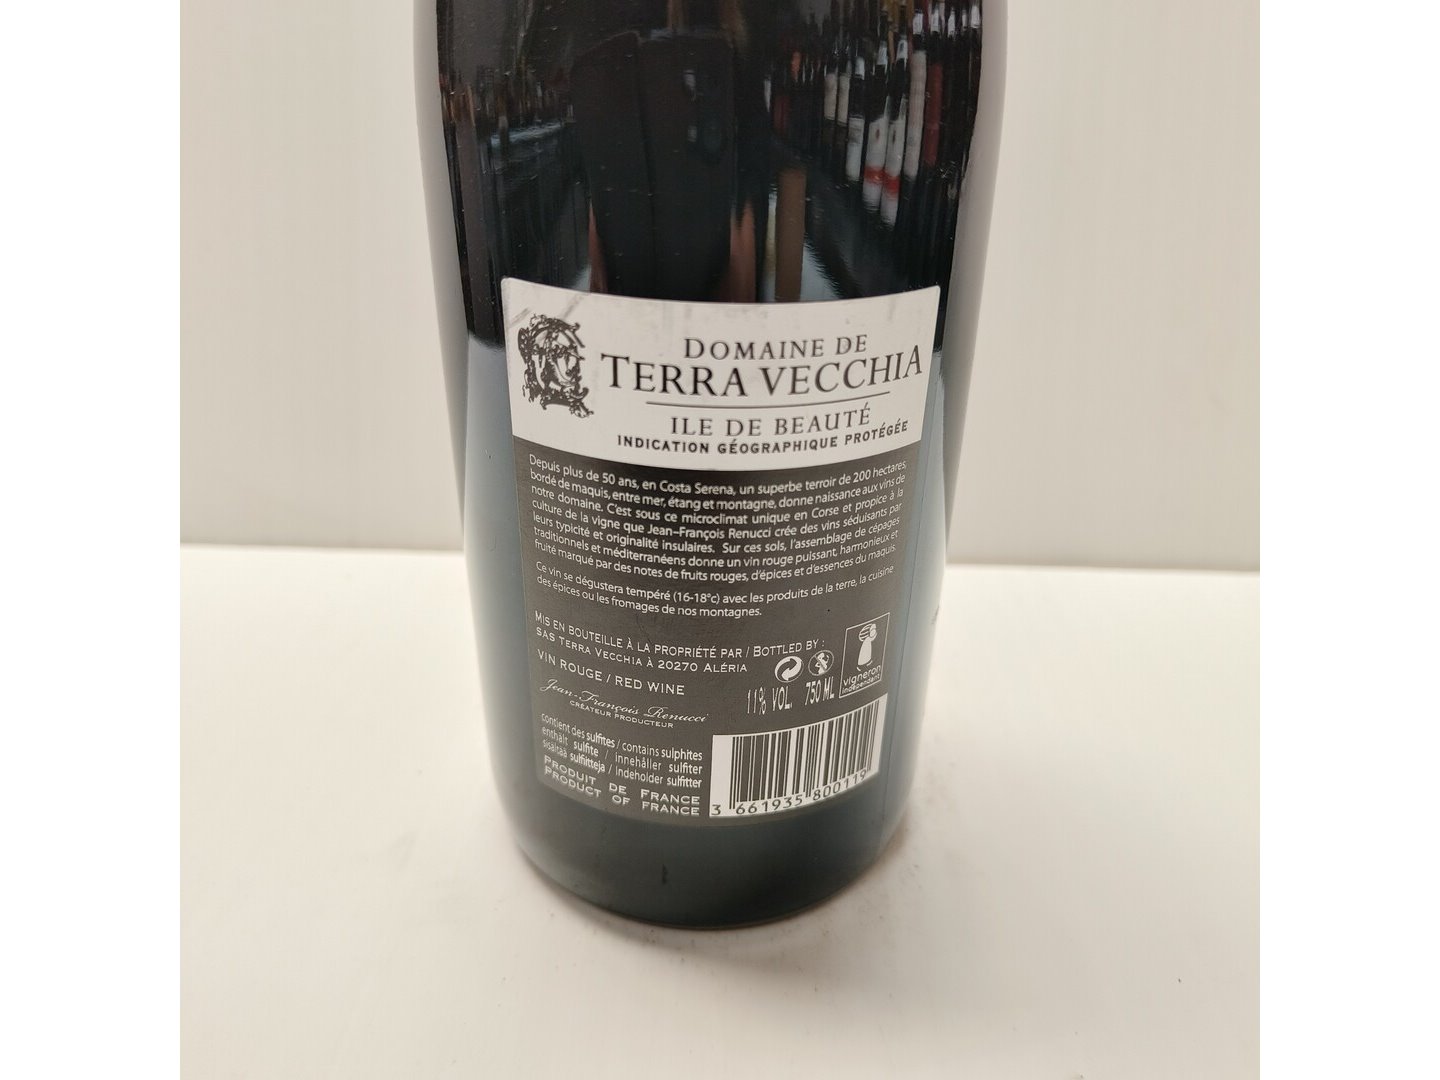 DOMAINE DE
TERRA VECCHIA
ILE DE BEAUTÉ
INDICATION GÉOGRAPHIQUE PROTÉGÉE
Depuis plus de 50 ans, en Costa Serena, un superbe terroir de 200 hectares,
bordé de maquis, entre mer, étang et montagne, donne naissance aux vins de
notre domaine. C'est sous ce microclimat unique en Corse et propice à la
culture de la vigne que Jean-François Renucci crée des vins séduisants par
leurs typicité et originalité insulaires. Sur ces sols, l'assemblage de cépages
traditionnels et méditerranéens donne un vin rouge puissant, harmonieux et
fruité marqué par des notes de fruits rouges, d'épices et d'essences du maquis.
Ce vin se dégustera tempéré (16-18°c) avec les produits de la terre, la cuisine
des épices ou les fromages de nos montagnes.
MIS EN BOUTEILLE À LA PROPRIÉTÉ PAR / BOTTLED BY :
SAS TERRA VECCHIA À 20270 ALÉRIA
VIN ROUGE / RED WINE
11% VOL. 750 ML
vigneron
indépendant
Jean-François Renucci
CRÉATEUR PRODUCTEUR
contient des sulfites / contains sulphites
enthält sulfite / innehåller sulfiter
sisältää sulfiitteja / Indeholder sulfitter
PRODUIT DE FRANCE
PRODUCT OF FRANCE
3 661935 800119